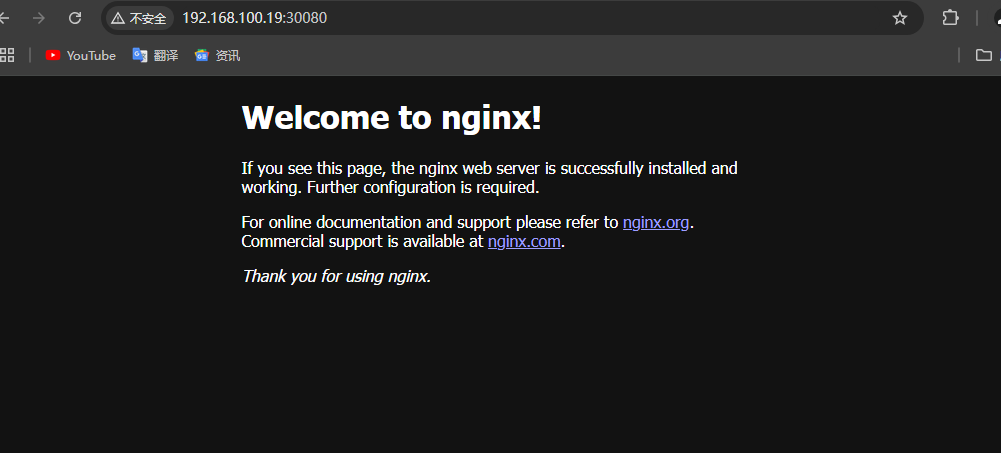 不安全 192.168.100.19:30080
YouTube 翻译 资讯
Welcome to nginx!
If you see this page, the nginx web server is successfully installed and
working. Further configuration is required.
For online documentation and support please refer to nginx.org.
Commercial support is available at nginx.com.
Thank you for using nginx.